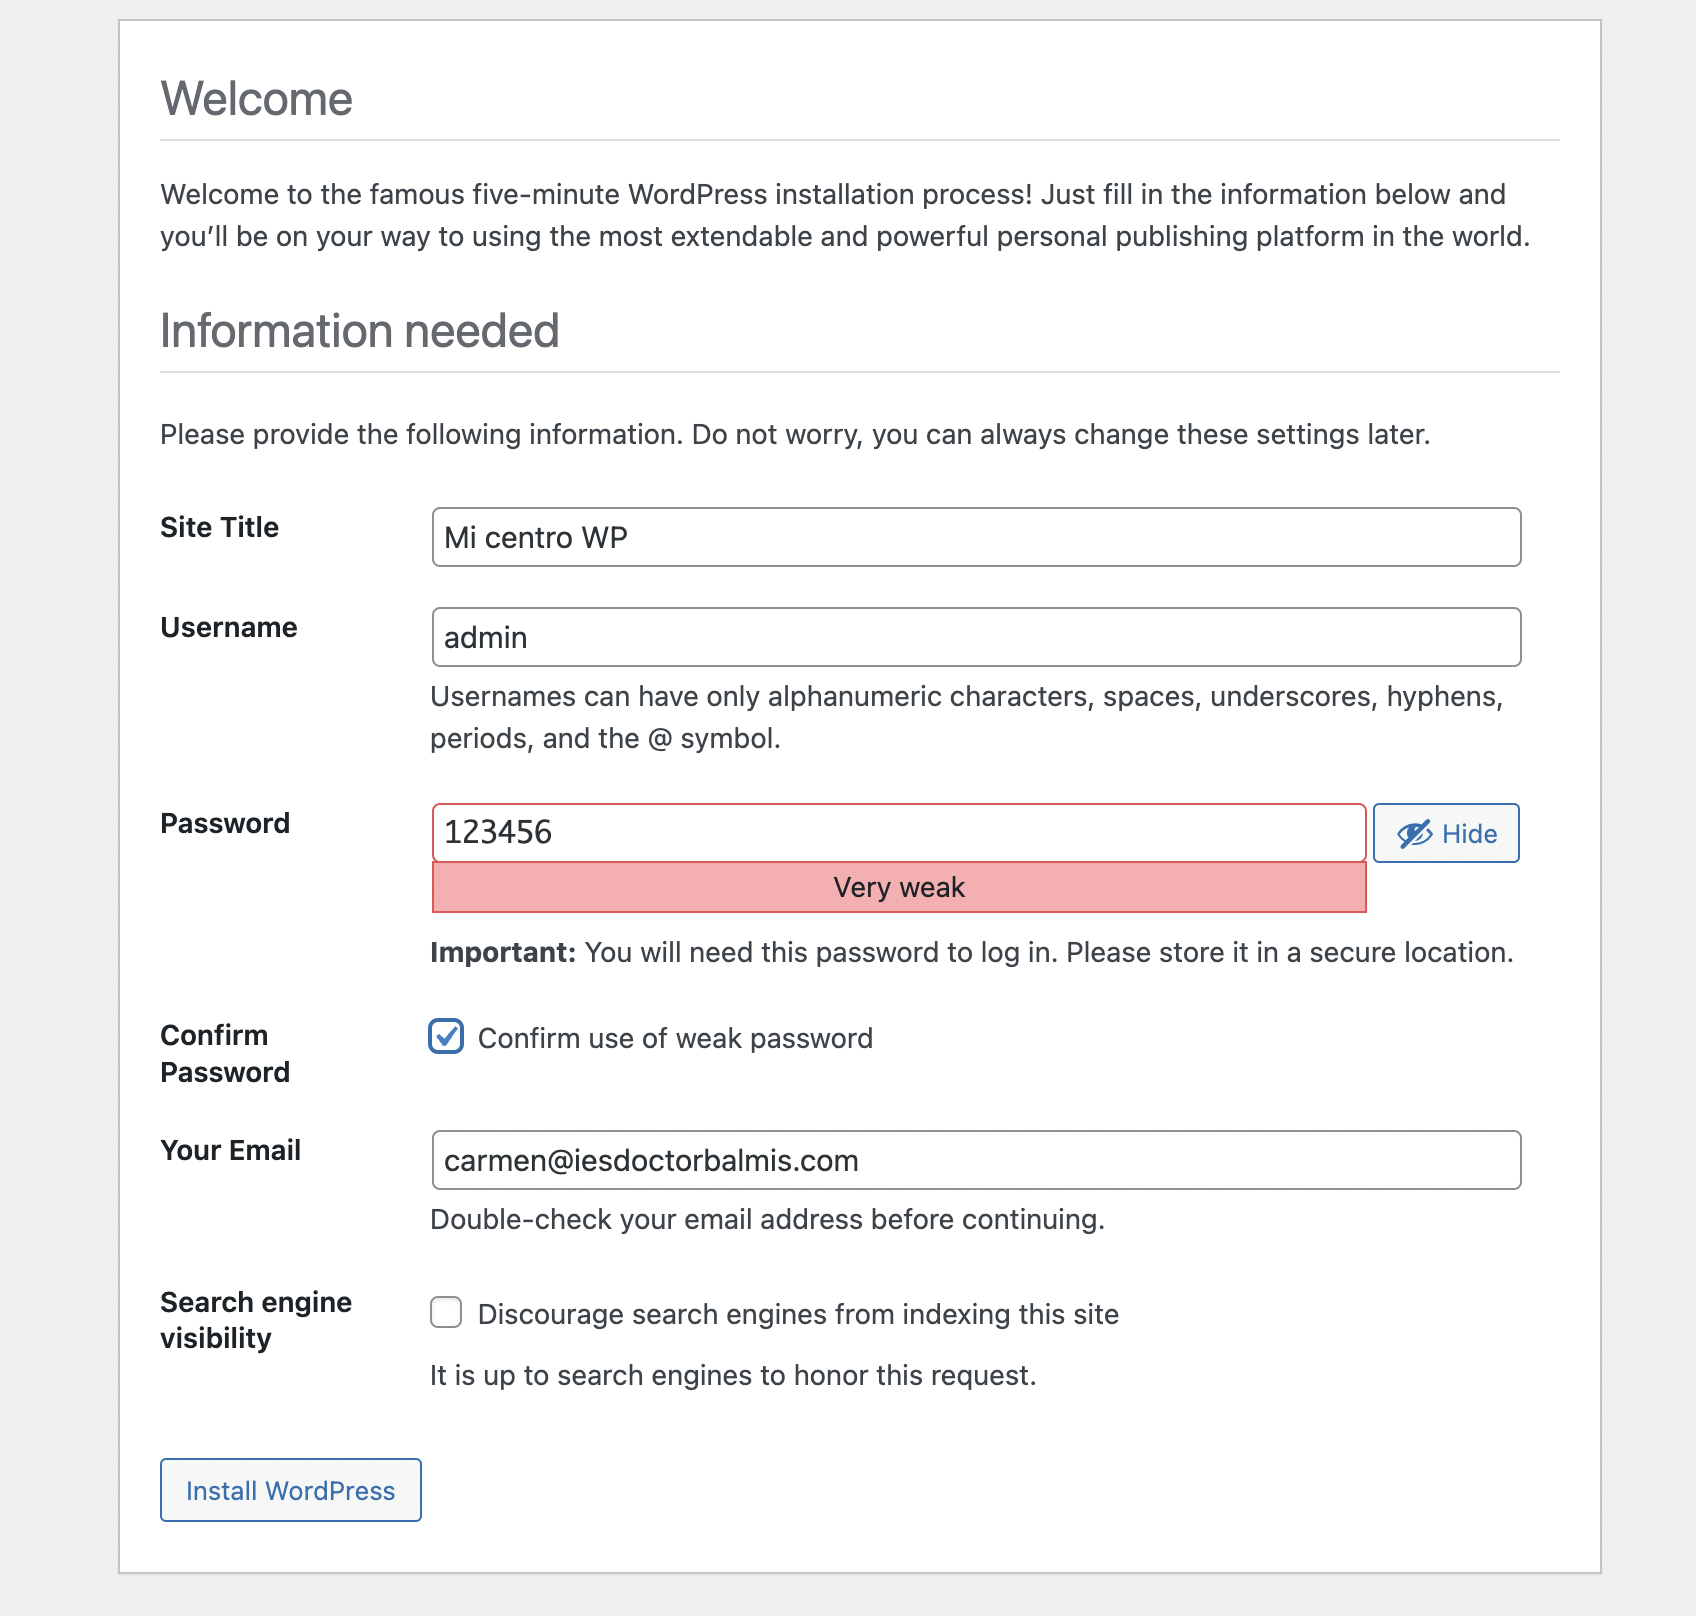 Welcome
Welcome to the famous five-minute WordPress installation process! Just fill in the information below and
you’ll be on your way to using the most extendable and powerful personal publishing platform in the world.
Information needed
Please provide the following information. Do not worry, you can always change these settings later.
Site Title
Mi centro WP
Username
admin
Usernames can have only alphanumeric characters, spaces, underscores, hyphens,
periods, and the @ symbol.
Password
123456
Hide
Very weak
Important: You will need this password to log in. Please store it in a secure location.
Confirm
Password
Confirm use of weak password
Your Email
carmen@iesdoctorbalmis.com
Double-check your email address before continuing.
Search engine
visibility
Discourage search engines from indexing this site
It is up to search engines to honor this request.
Install WordPress